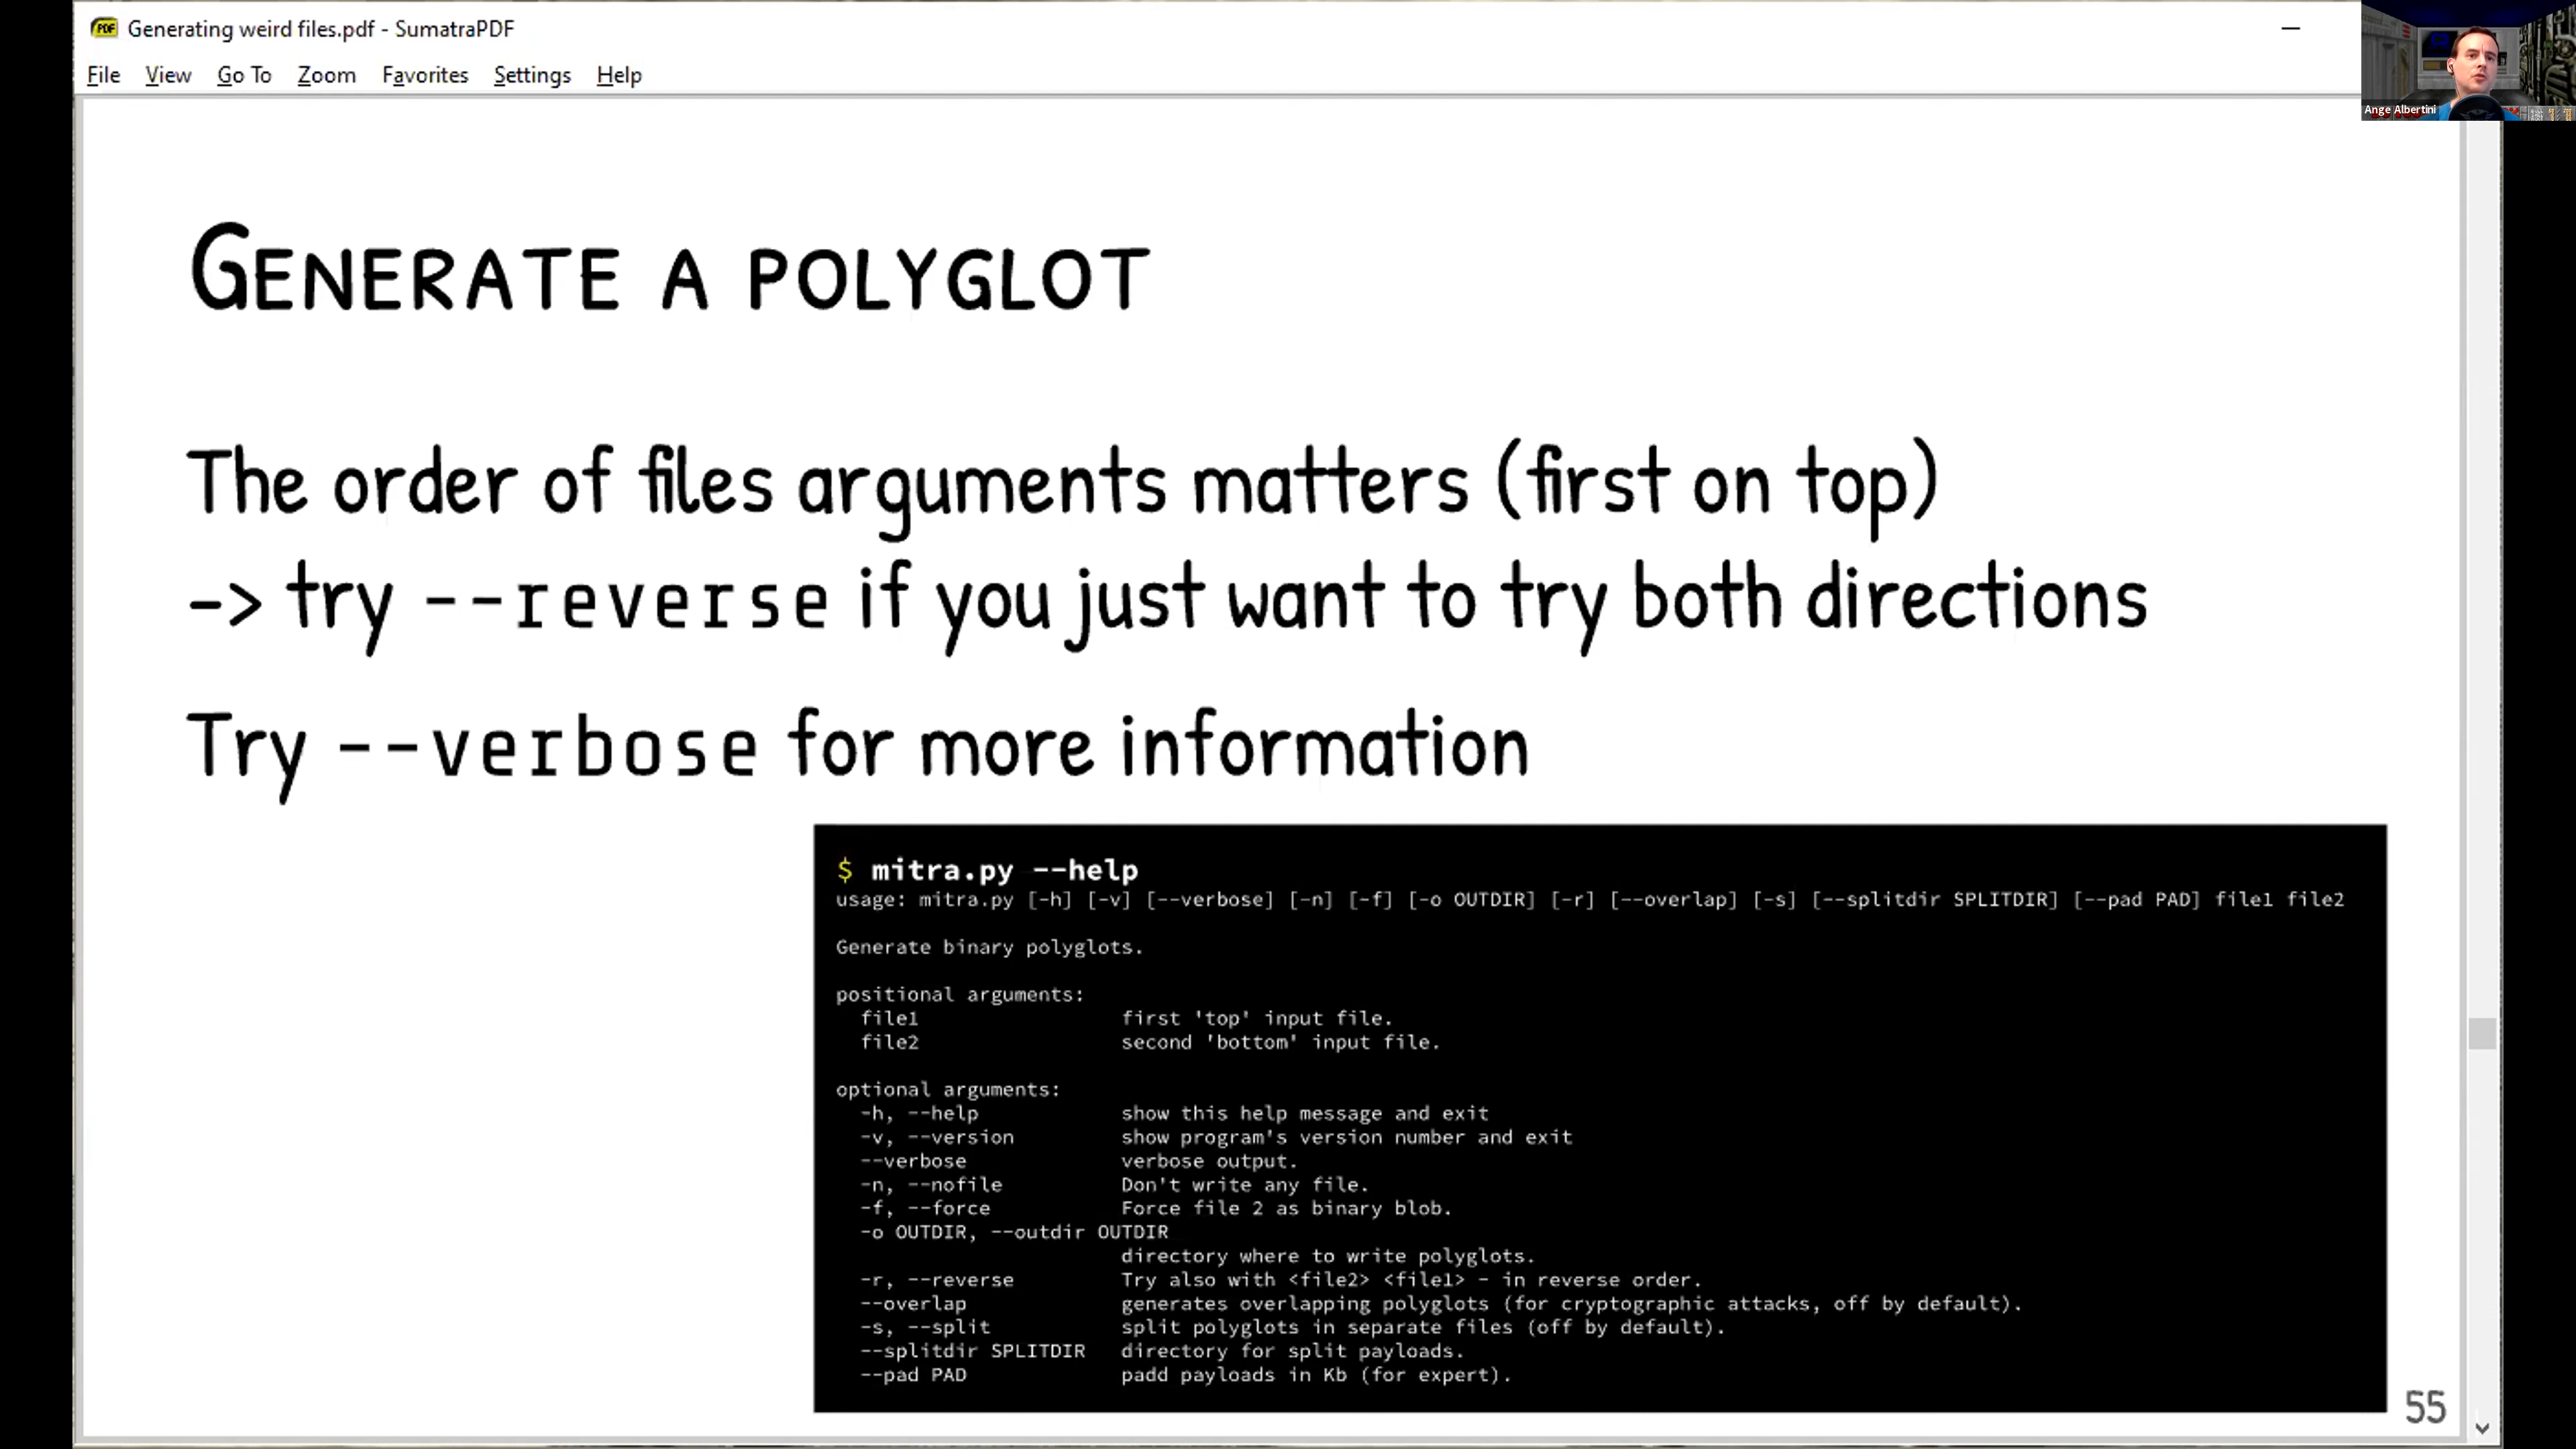 Generating weird files.pdf - SumatraPDF
File View Go To Zoom Favorites Settings Help
Ange Albertini
GENERATE A POLYGLOT
The order of files arguments matters (first on top)
-> try --reverse if you just want to try both directions
Try --verbose for more information
$ mitra.py --help
usage: mitra.py [-h] [-v] [--verbose] [-n] [-f] [-o OUTDIR] [-r] [--overlap] [-s] [--splitdir SPLITDIR] [--pad PAD] file1 file2
Generate binary polyglots.
positional arguments:
file1 first 'top' input file.
file2 second 'bottom' input file.
optional arguments:
-h, --help show this help message and exit
-v, --version show program's version number and exit
--verbose verbose output.
-n, --nofile Don't write any file.
-f, --force Force file 2 as binary blob.
-o OUTDIR, --outdir OUTDIR
directory where to write polyglots.
-r, --reverse Try also with <file2> <file1> - in reverse order.
--overlap generates overlapping polyglots (for cryptographic attacks, off by default).
-s, --split split polyglots in separate files (off by default).
--splitdir SPLITDIR directory for split payloads.
--pad PAD padd payloads in Kb (for expert).
55